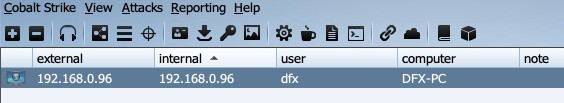 Cobalt Strike View Attacks Reporting Help
external internal user computer note
192.168.0.96 192.168.0.96 dfx DFX-PC